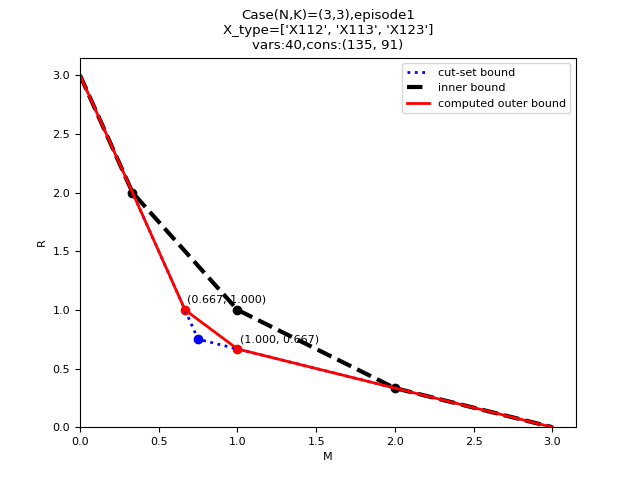 Case(N,K)=(3,3),episode1
X_type=['X112', 'X113', 'X123']
vars:40,cons:(135, 91)
cut-set bound
inner bound
computed outer bound
3.0
2.5
2.0
1.5
1.0
0.5
0.0
R
(0.667, 1.000)
(1.000, 0.667)
0.0 0.5 1.0 1.5 2.0 2.5 3.0
M